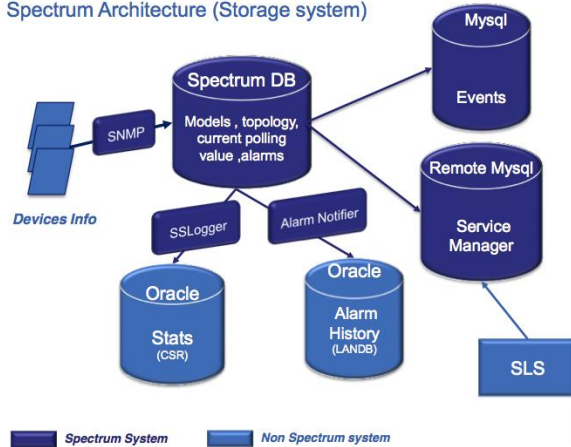 Spectrum Architecture (Storage system)
Mysql
Events
Spectrum DB
Models , topology,
current polling
value ,alarms
SNMP
Devices Info
Remote Mysql
Service
Manager
SSLogger
Alarm Notifier
Oracle
Stats
(CSR)
Oracle
Alarm
History
(LANDB)
SLS
Spectrum System
Non Spectrum system